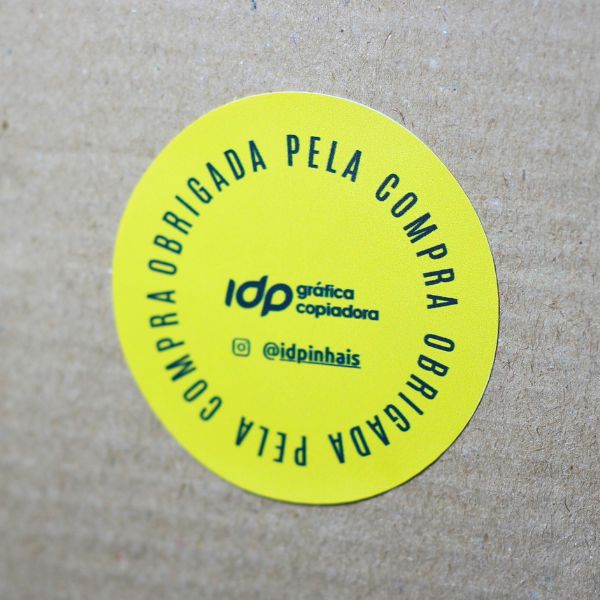 OBRIGADA PELA COMPRA OBRIGADA PELA COMPRA
idp gráfica
copiadora
@idpinhais